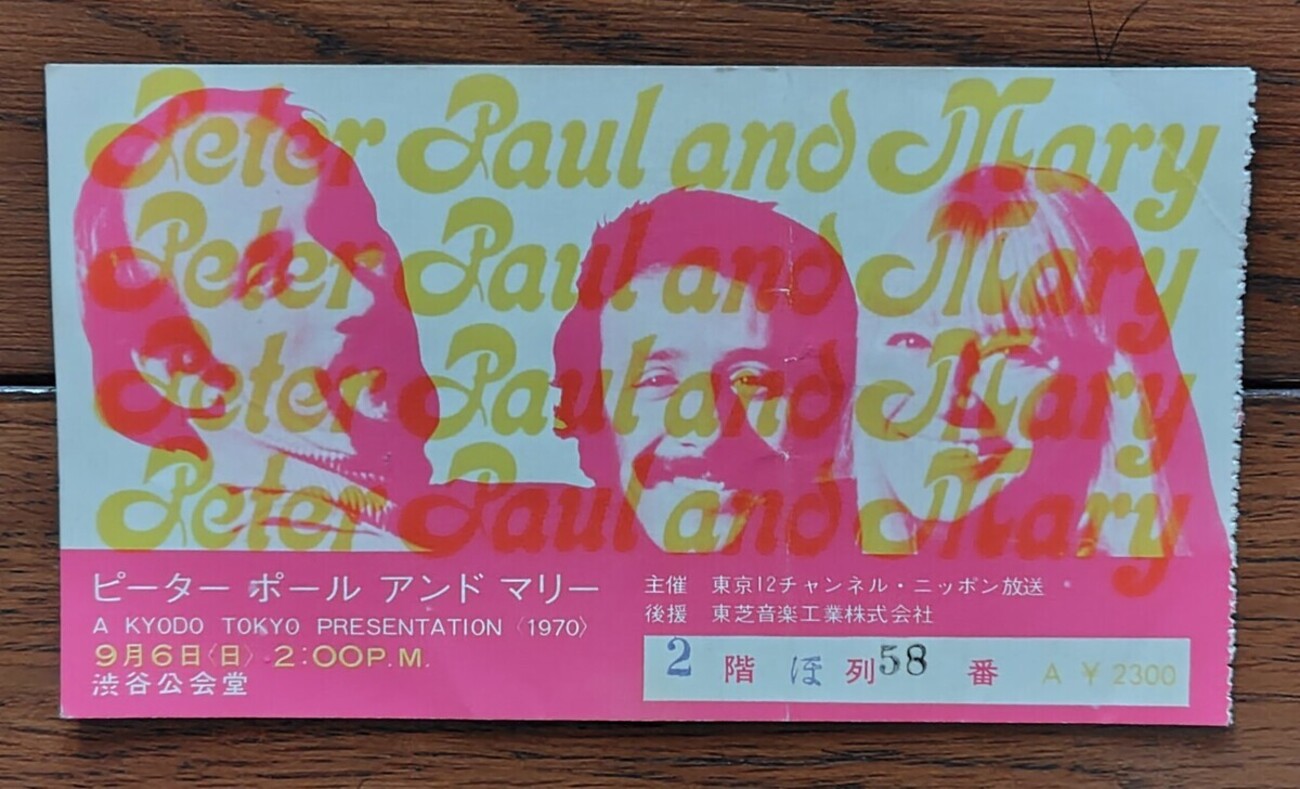 Peter Paul and Mary
Peter Paul and Mary
Peter Paul and Mary
Peter Paul and Mary
ピーター ポール アンド マリー
A KYODO TOKYO PRESENTATION〈1970〉
9月6日〈日〉2:00P.M.
渋谷公会堂
主催 東京12チャンネル・ニッポン放送
後援 東芝音楽工業株式会社
2 階 ほ 列 58 番 A ¥ 2300